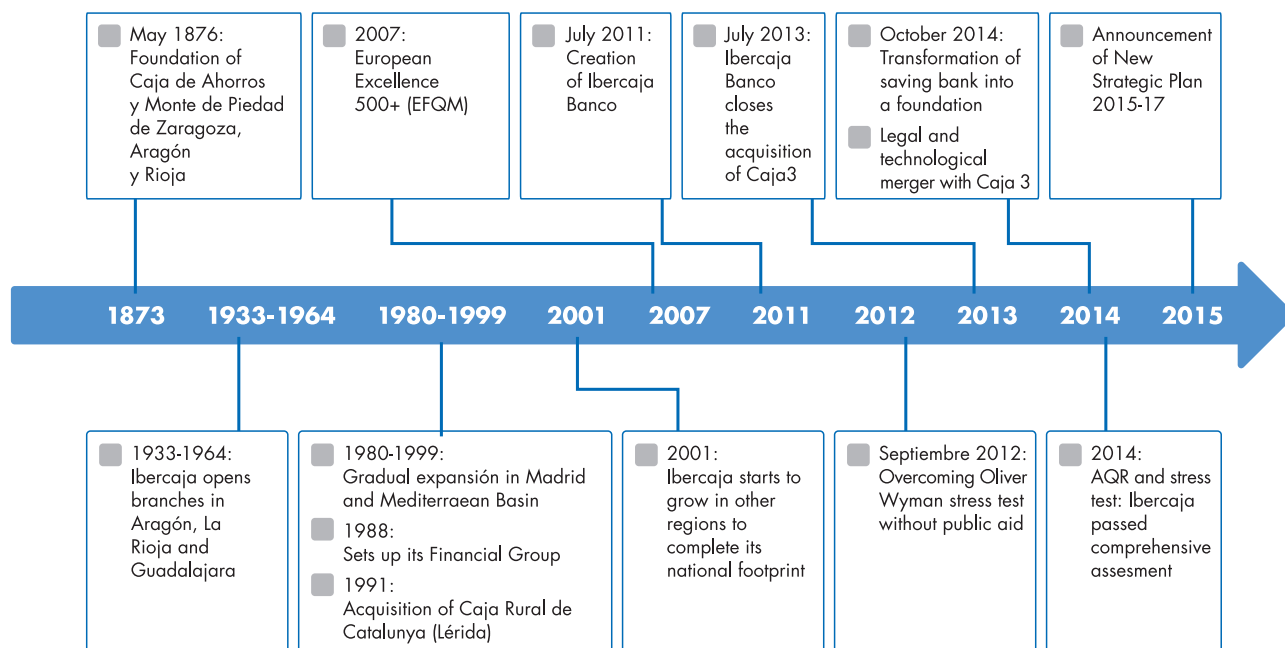 May 1876:
Foundation of
Caja de Ahorros
y Monte de Piedad
de Zaragoza,
Aragón
y Rioja
2007:
European
Excellence
500+ (EFQM)
July 2011:
Creation
of Ibercaja
Banco
July 2013:
Ibercaja
Banco
closes
the
acquisition
of Caja3
October 2014:
Transformation of
saving bank into
a foundation
Legal and
technological
merger with Caja 3
Announcement
of New
Strategic Plan
2015-17
1873 1933-1964 1980-1999 2001 2007 2011 2012 2013 2014 2015
1933-1964:
Ibercaja opens
branches in
Aragón, La
Rioja and
Guadalajara
1980-1999:
Gradual expansión in Madrid
and Mediterraean Basin
1988:
Sets up its Financial Group
1991:
Acquisition of Caja Rural de
Catalunya (Lérida)
2001:
Ibercaja starts to
grow in other
regions to
complete its
national footprint
Septiembre 2012:
Overcoming Oliver
Wyman stress test
without public aid
2014:
AQR and stress
test: Ibercaja
passed
comprehensive
assesment